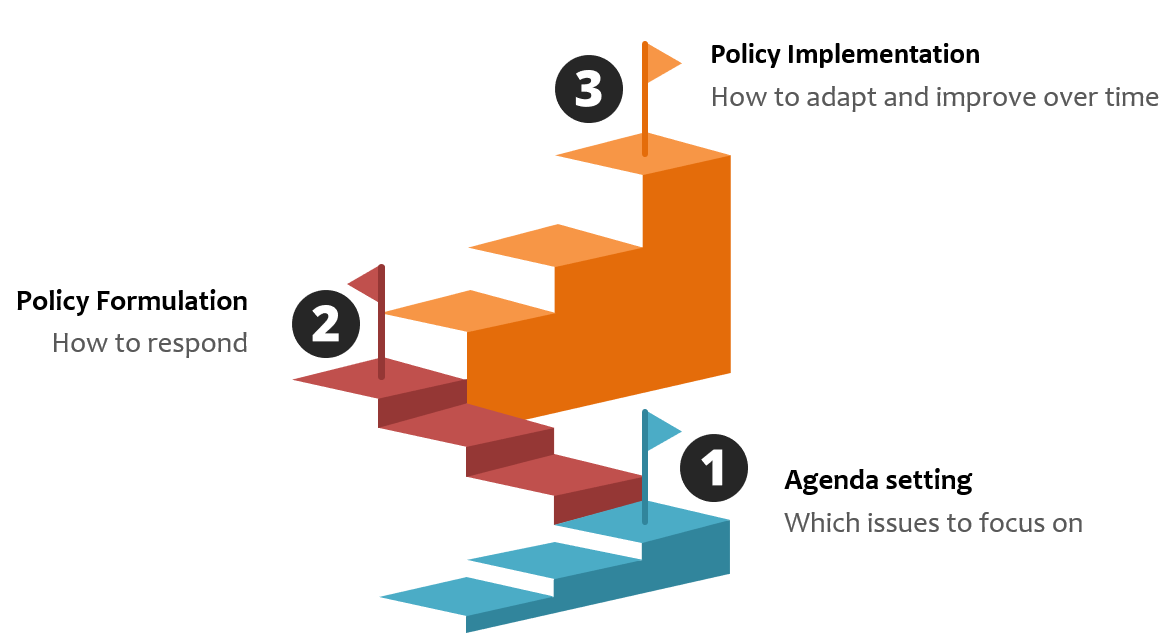 3
Policy Implementation
How to adapt and improve over time
2
Policy Formulation
How to respond
1
Agenda setting
Which issues to focus on